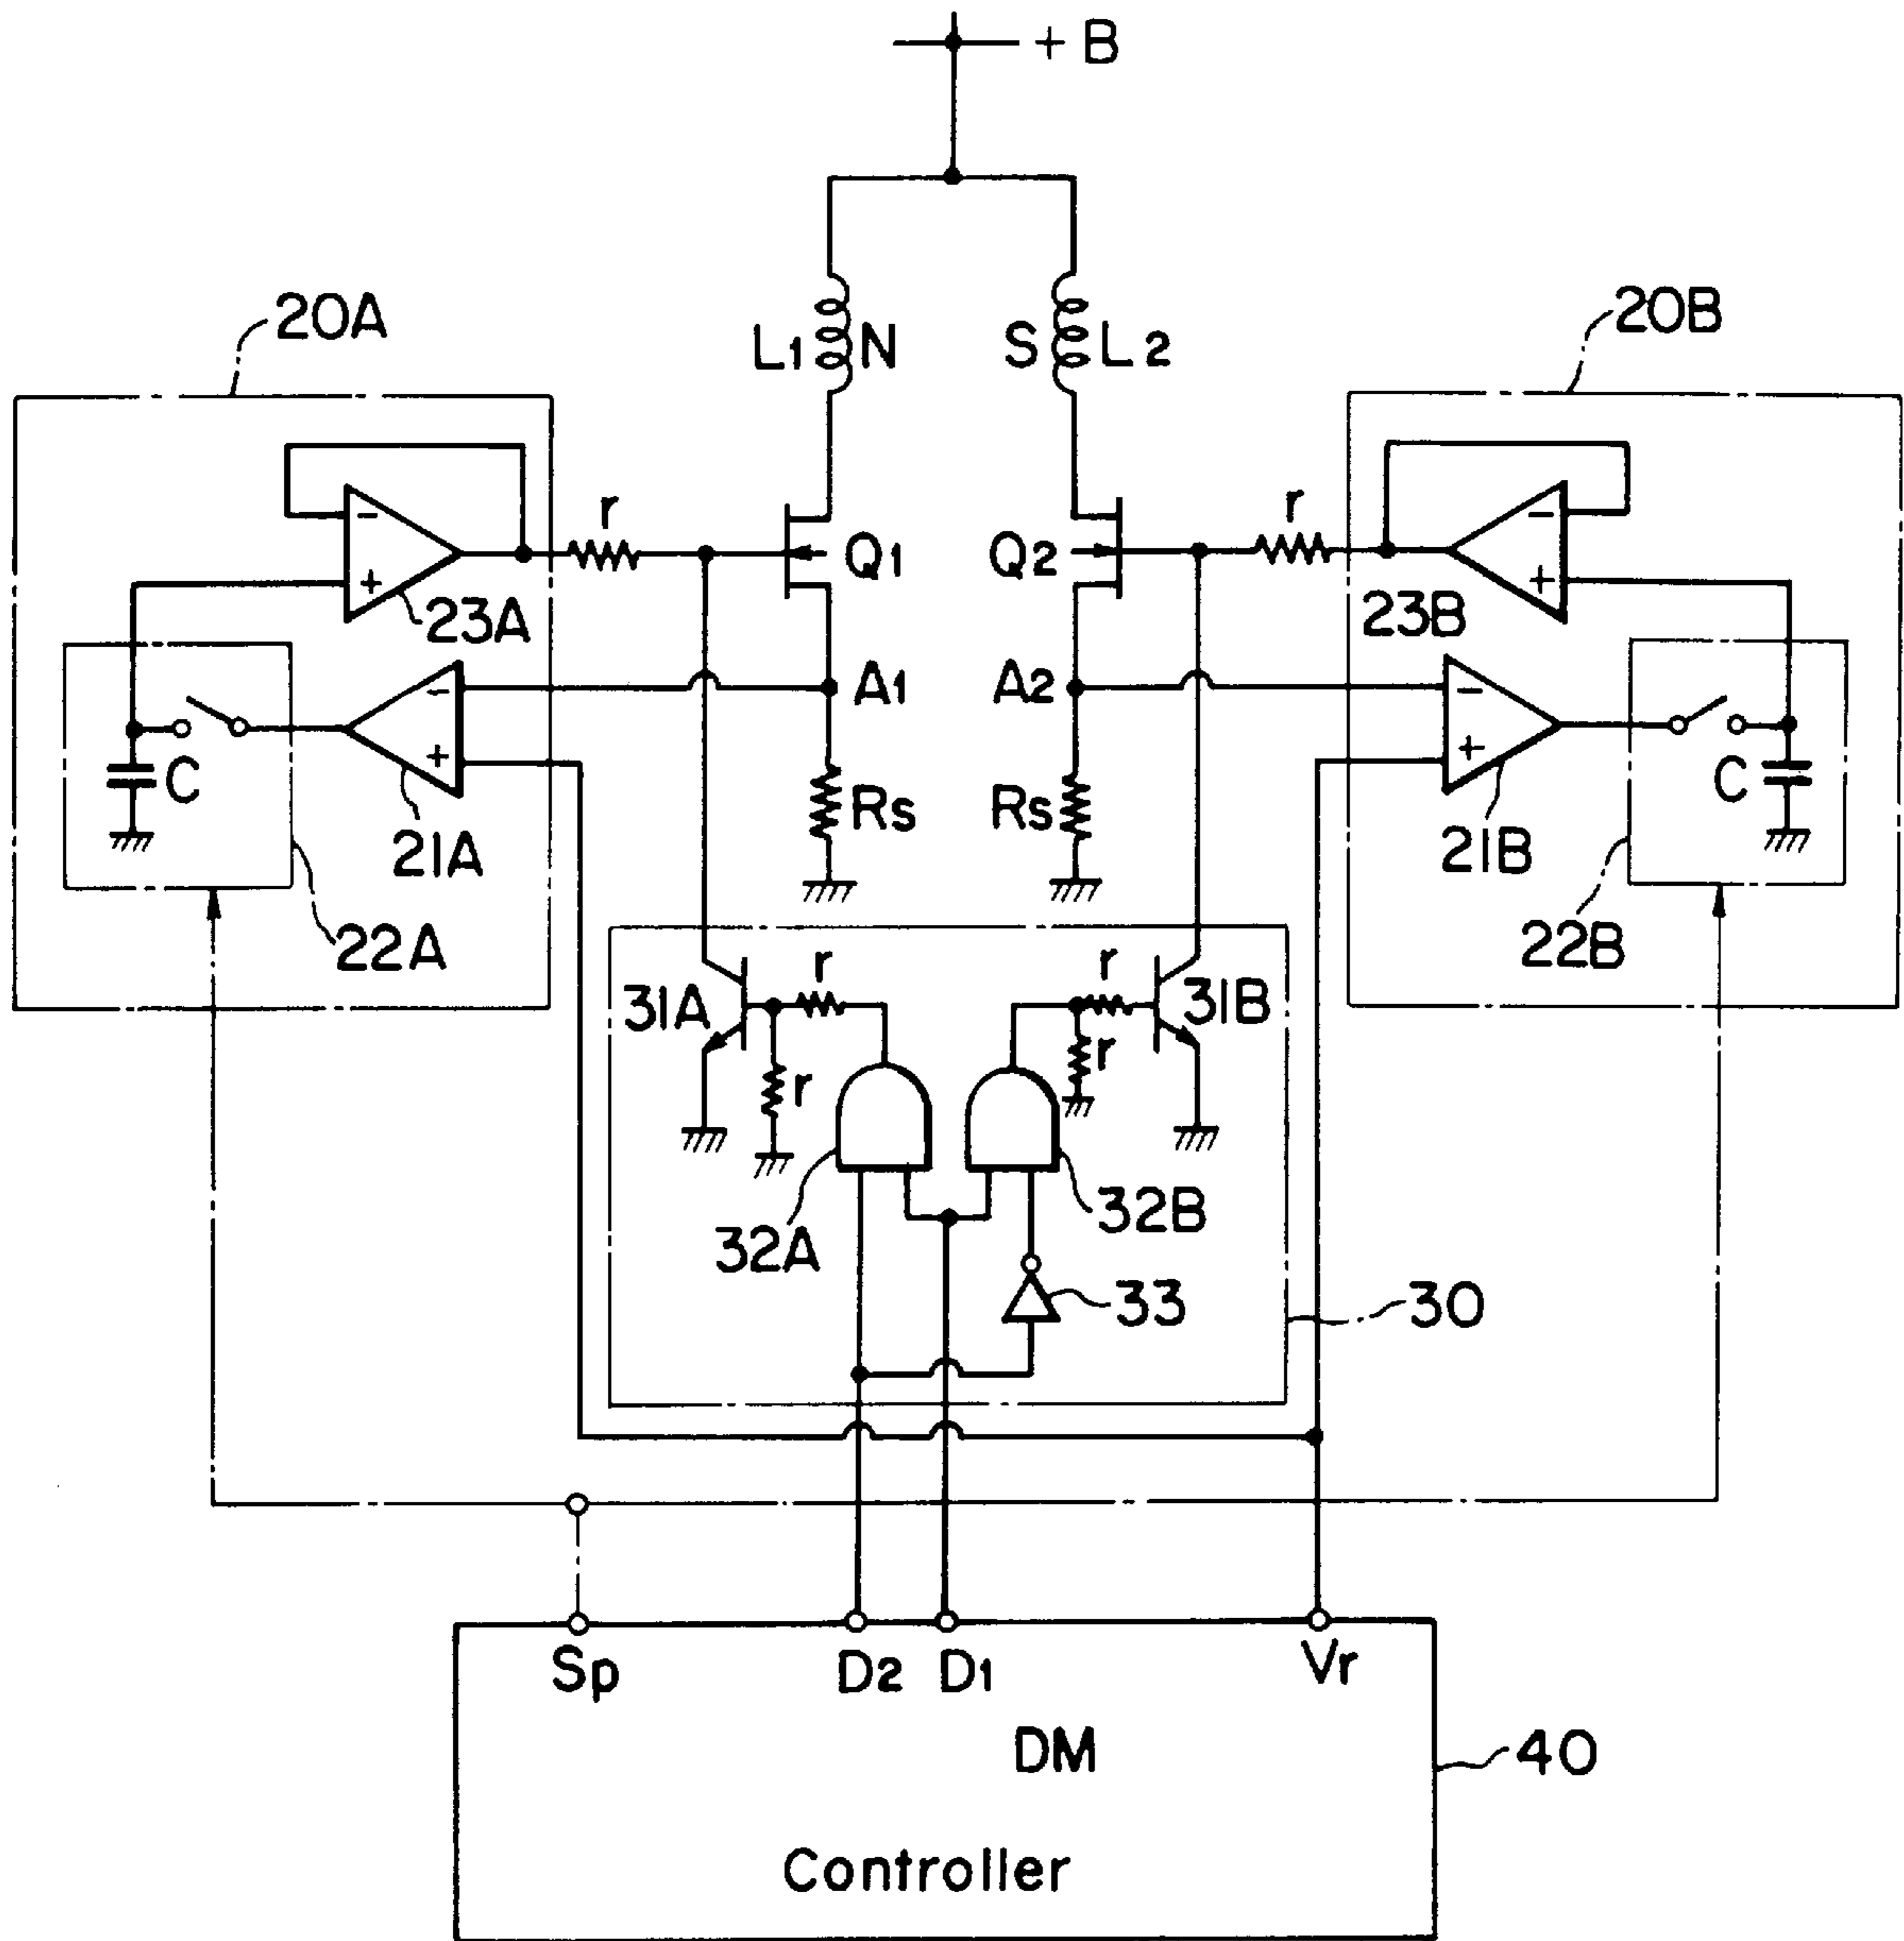 +B
20A
20B
L1
N
S
L2
-
r
Q1
Q2
r
-
+
23A
23B
+
-
A1
A2
-
+
C
Rs
Rs
+
C
21A
21B
22A
22B
31A
r
r
31B
r
r
32A
32B
33
30
Sp
D2
D1
Vr
DM
40
Controller